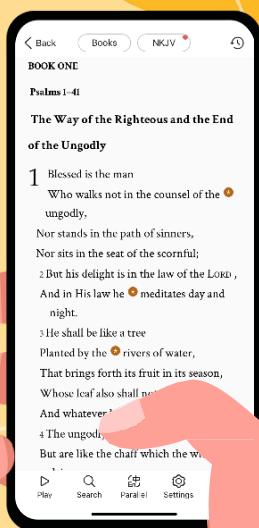 Back
Books
NKJV
BOOK ONE
Psalms 1-41
The Way of the Righteous and the End
of the Ungodly
1 Blessed is the man
Who walks not in the counsel of the
ungodly,
Nor stands in the path of sinners,
Nor sits in the seat of the scornful;
2 But his delight is in the law of the LORD ,
And in His law he meditates day and
night.
3 He shall be like a tree
Planted by the rivers of water,
That brings forth its fruit in its season,
Whose leaf also shall
And whatever
4 The
But are like the chaff which the
Play
Search
Parallel
Settings